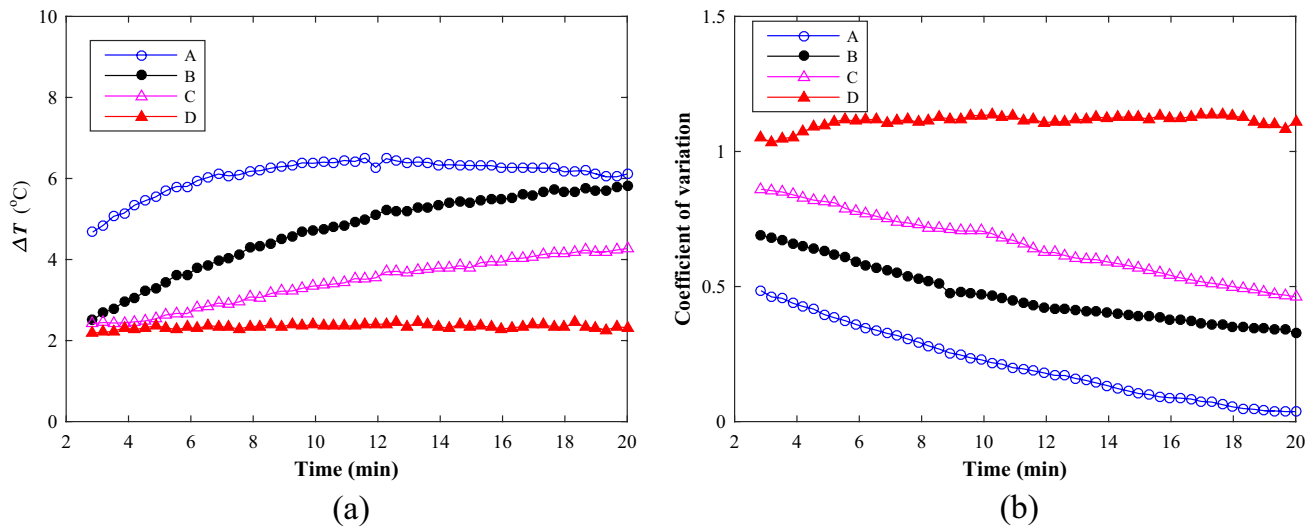 10
8
6
4
2
0
ΔT (°C)
A
B
C
D
2 4 6 8 10 12 14 16 18 20
Time (min)
(a)
1.5
1
0.5
0
Coefficient of variation
A
B
C
D
2 4 6 8 10 12 14 16 18 20
Time (min)
(b)